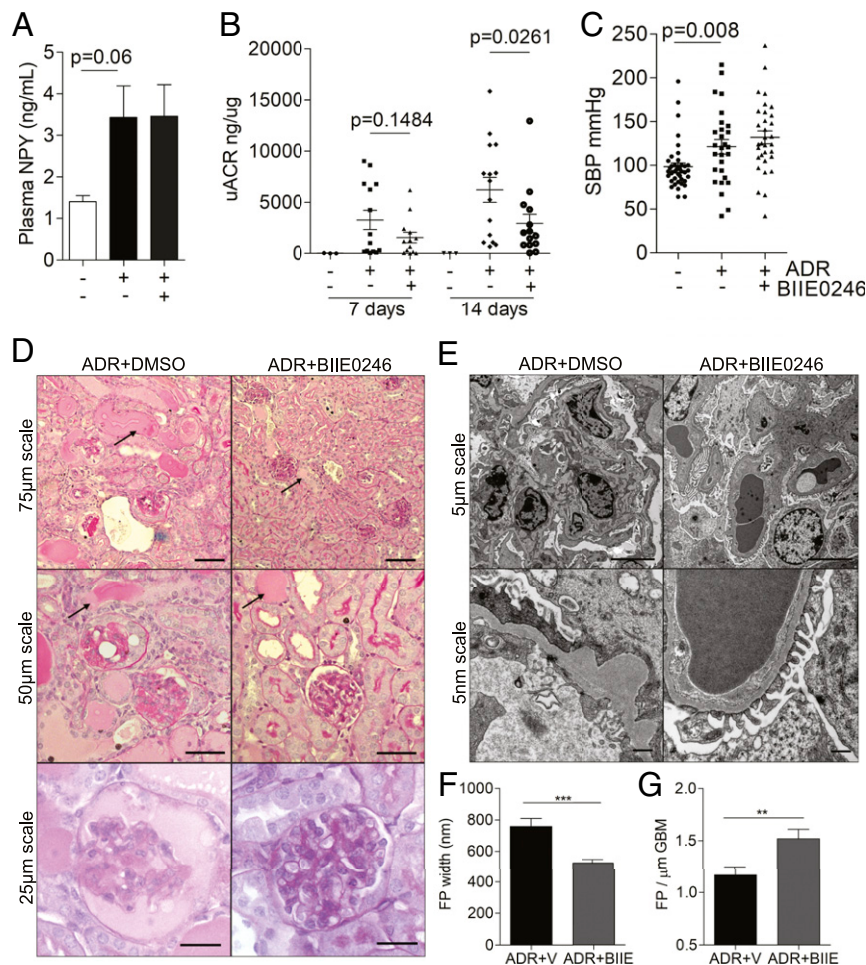 A
Plasma NPY (ng/mL)
5
4
3
2
1
0
p=0.06
- + +
- - +
B
uACR ng/ug
20000
15000
10000
5000
0
p=0.1484
p=0.0261
- + + - + +
- - + - - +
7 days 14 days
C
SBP mmHg
250
200
150
100
50
0
p=0.008
- + + ADR
- - + BIIE0246
D
ADR+DMSO ADR+BIIE0246
75µm scale
50µm scale
25µm scale
E
ADR+DMSO ADR+BIIE0246
5µm scale
5nm scale
F
FP width (nm)
1000
800
600
400
200
0
***
ADR+V ADR+BIIE
G
FP / µm GBM
2.0
1.5
1.0
0.5
**
ADR+V ADR+BIIE